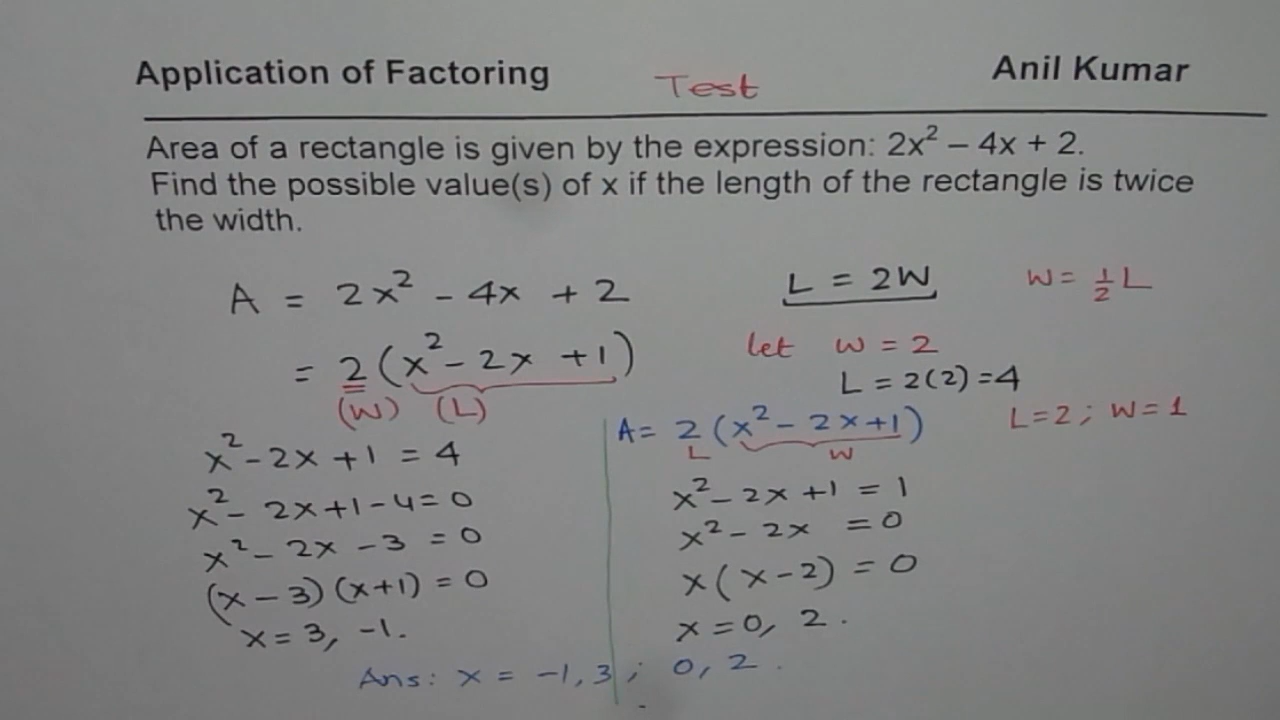 Application of Factoring Test Anil Kumar
Area of a rectangle is given by the expression: 2x² – 4x + 2.
Find the possible value(s) of x if the length of the rectangle is twice
the width.
A = 2x² - 4x + 2
L = 2W
W = ½ L
= 2(x² - 2x + 1)
(W) (L)
let W = 2
L = 2(2) = 4
x² - 2x + 1 = 4
x² - 2x + 1 - 4 = 0
x² - 2x - 3 = 0
(x - 3)(x + 1) = 0
x = 3, -1.
A = 2(x² - 2x + 1)
L W
L = 2; W = 1
x² - 2x + 1 = 1
x² - 2x = 0
x(x - 2) = 0
x = 0, 2.
Ans: x = -1, 3; 0, 2.